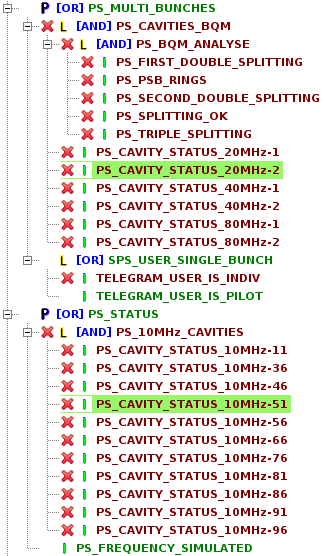 P [OR] PS_MULTI_BUNCHES
L [AND] PS_CAVITIES_BQM
L [AND] PS_BQM_ANALYSE
PS_FIRST_DOUBLE_SPLITTING
PS_PSB_RINGS
PS_SECOND_DOUBLE_SPLITTING
PS_SPLITTING_OK
PS_TRIPLE_SPLITTING
PS_CAVITY_STATUS_20MHz-1
PS_CAVITY_STATUS_20MHz-2
PS_CAVITY_STATUS_40MHz-1
PS_CAVITY_STATUS_40MHz-2
PS_CAVITY_STATUS_80MHz-1
PS_CAVITY_STATUS_80MHz-2
L [OR] SPS_USER_SINGLE_BUNCH
TELEGRAM_USER_IS_INDIV
TELEGRAM_USER_IS_PILOT
P [OR] PS_STATUS
L [AND] PS_10MHz_CAVITIES
PS_CAVITY_STATUS_10MHz-11
PS_CAVITY_STATUS_10MHz-36
PS_CAVITY_STATUS_10MHz-46
PS_CAVITY_STATUS_10MHz-51
PS_CAVITY_STATUS_10MHz-56
PS_CAVITY_STATUS_10MHz-66
PS_CAVITY_STATUS_10MHz-76
PS_CAVITY_STATUS_10MHz-81
PS_CAVITY_STATUS_10MHz-86
PS_CAVITY_STATUS_10MHz-91
PS_CAVITY_STATUS_10MHz-96
PS_FREQUENCY_SIMULATED